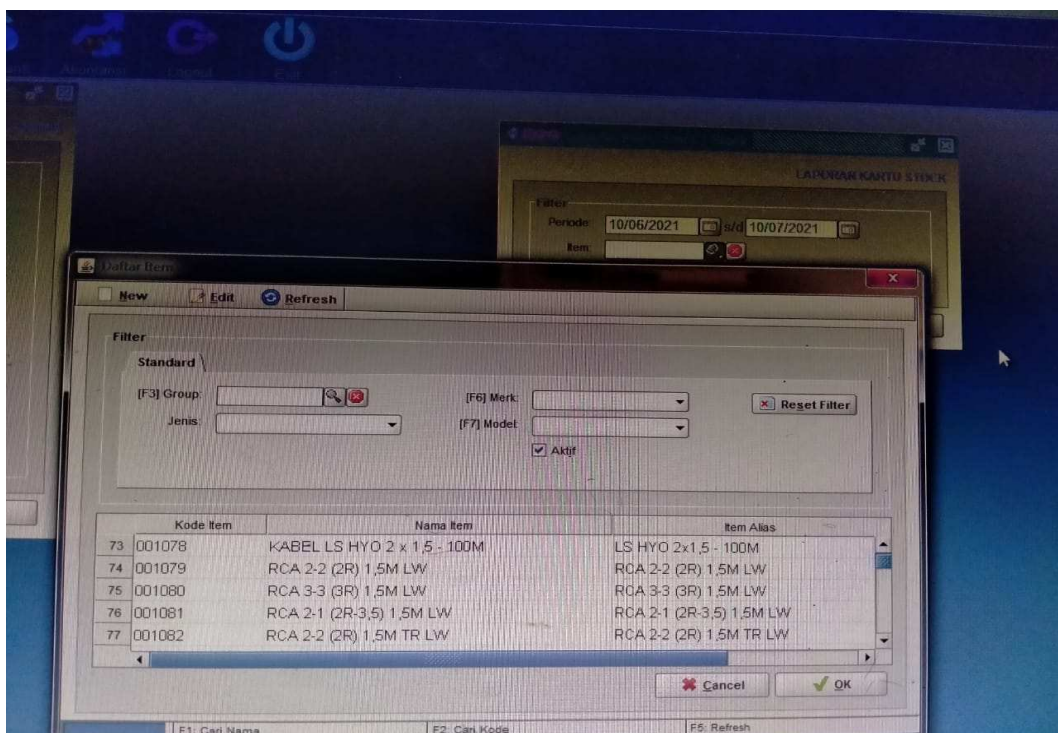 Logout
Exit
LAPORAN KARTU STOCK
Filter
Periode: 10/06/2021 s/d 10/07/2021
Item:
Daftar Item
New Edit Refresh
Filter
Standard
[F3] Group: [F6] Merk: Reset Filter
Jenis: [F7] Model:
Aktif
Kode Item Nama Item Item Alias
73 001078 KABEL LS HYO 2 x 1,5 - 100M LS HYO 2x1,5 - 100M
74 001079 RCA 2-2 (2R) 1,5M LW RCA 2-2 (2R) 1,5M LW
75 001080 RCA 3-3 (3R) 1,5M LW RCA 3-3 (3R) 1,5M LW
76 001081 RCA 2-1 (2R-3,5) 1,5M LW RCA 2-1 (2R-3,5) 1,5M LW
77 001082 RCA 2-2 (2R) 1,5M TR LW RCA 2-2 (2R) 1,5M TR LW
Cancel OK
F1: Cari Nama F2: Cari Kode F5: Refresh